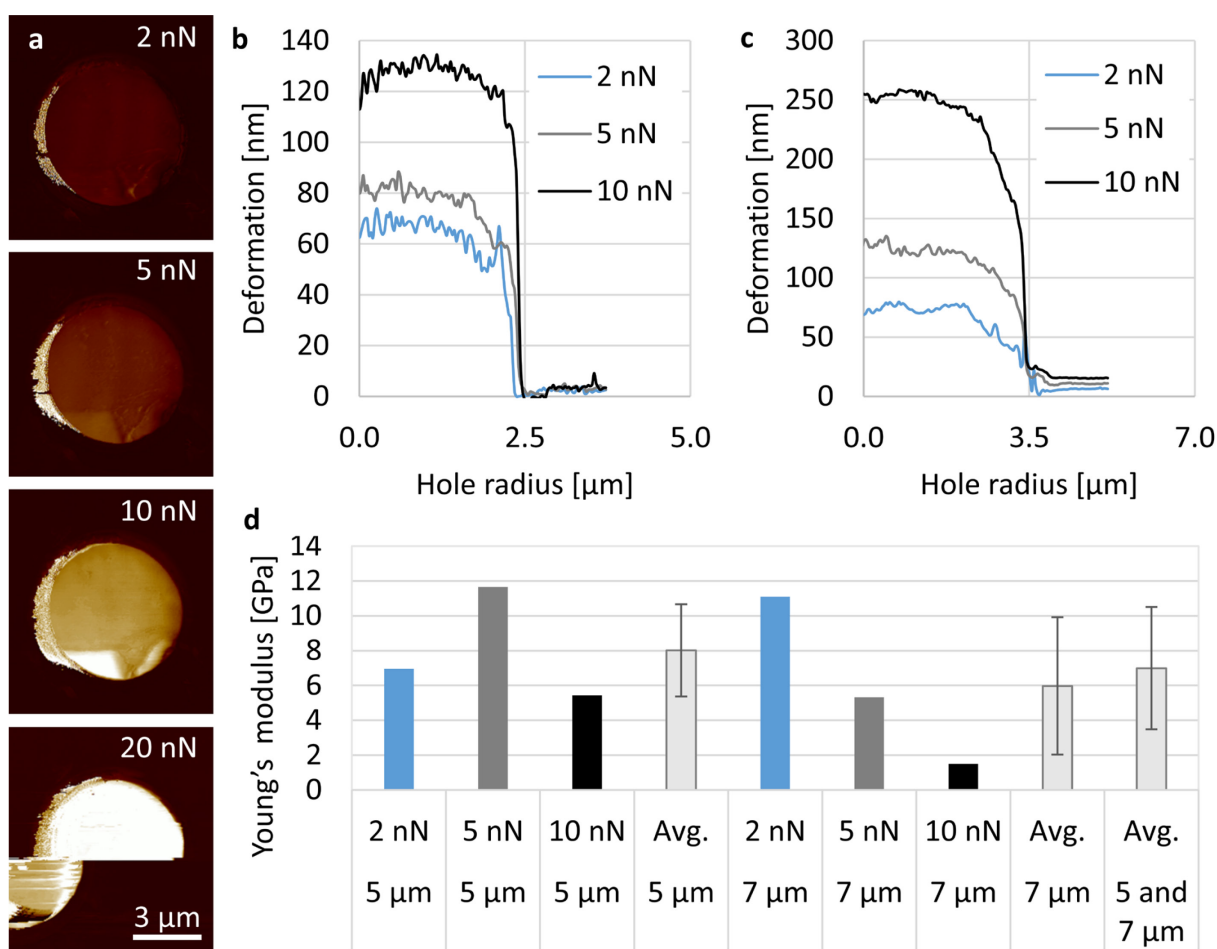 a
2 nN
5 nN
10 nN
20 nN
3 µm
b
Deformation [nm]
140
120
100
80
60
40
20
0
0.0 2.5 5.0
Hole radius [µm]
2 nN
5 nN
10 nN
c
Deformation [nm]
300
250
200
150
100
50
0
0.0 3.5 7.0
Hole radius [µm]
2 nN
5 nN
10 nN
d
Young's modulus [GPa]
14
12
10
8
6
4
2
0
2 nN 5 nN 10 nN Avg. 2 nN 5 nN 10 nN Avg. Avg.
5 µm 5 µm 5 µm 5 µm 7 µm 7 µm 7 µm 7 µm 5 and
7 µm